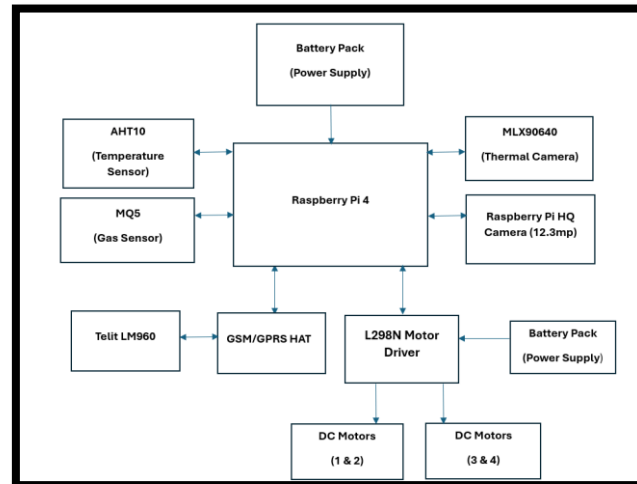 Battery Pack
(Power Supply)
AHT10
(Temperature
Sensor)
MLX90640
(Thermal Camera)
Raspberry Pi 4
MQ5
(Gas Sensor)
Raspberry Pi HQ
Camera (12.3mp)
Telit LM960
GSM/GPRS HAT
L298N Motor
Driver
Battery Pack
(Power Supply)
DC Motors
(1 & 2)
DC Motors
(3 & 4)